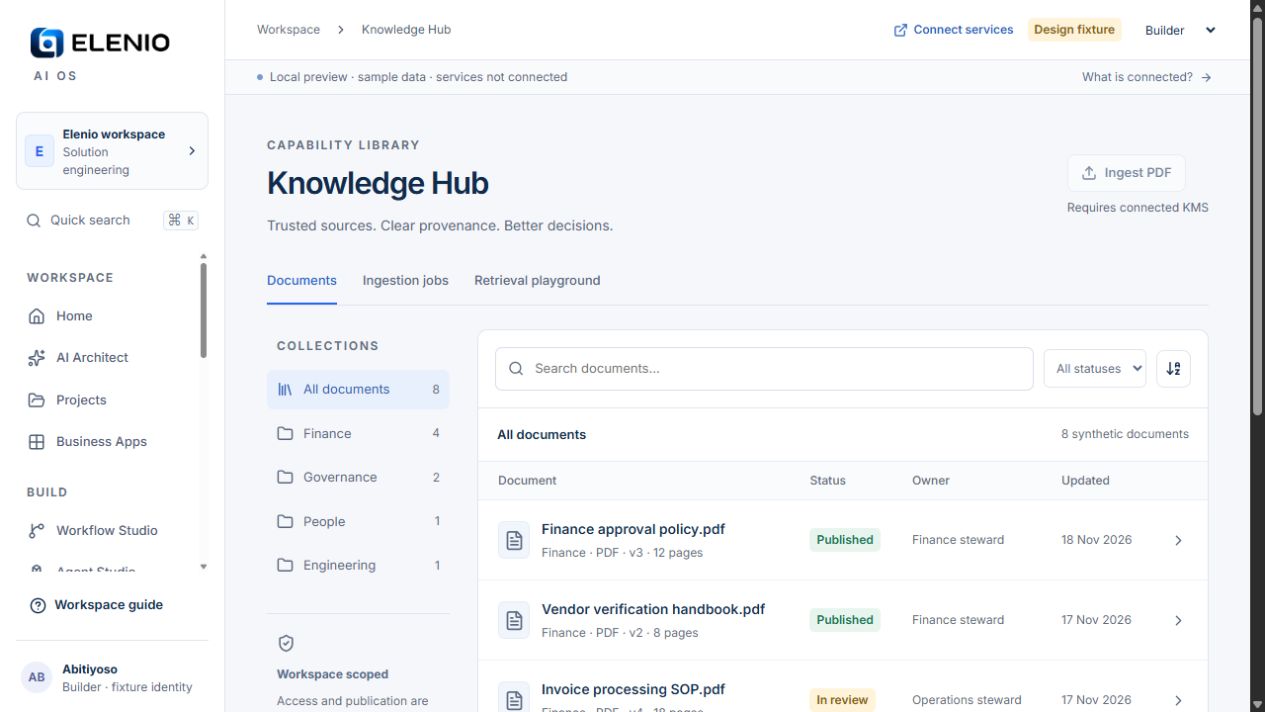 ELENIO
AI OS
E
Elenio workspace
Solution
engineering
Quick search
⌘ K
WORKSPACE
Home
AI Architect
Projects
Business Apps
BUILD
Workflow Studio
Agent Studio
Workspace guide
AB
Abitiyoso
Builder · fixture identity
Workspace
Knowledge Hub
Connect services
Design fixture
Builder
Local preview · sample data · services not connected
What is connected?
CAPABILITY LIBRARY
Knowledge Hub
Trusted sources. Clear provenance. Better decisions.
Ingest PDF
Requires connected KMS
Documents
Ingestion jobs
Retrieval playground
COLLECTIONS
All documents 8
Finance 4
Governance 2
People 1
Engineering 1
Workspace scoped
Access and publication are
Search documents...
All statuses
All documents
8 synthetic documents
Document Status Owner Updated
Finance approval policy.pdf
Finance · PDF · v3 · 12 pages
Published
Finance steward
18 Nov 2026
Vendor verification handbook.pdf
Finance · PDF · v2 · 8 pages
Published
Finance steward
17 Nov 2026
Invoice processing SOP.pdf
Finance · PDF · v4 · 18 pages
In review
Operations steward
17 Nov 2026